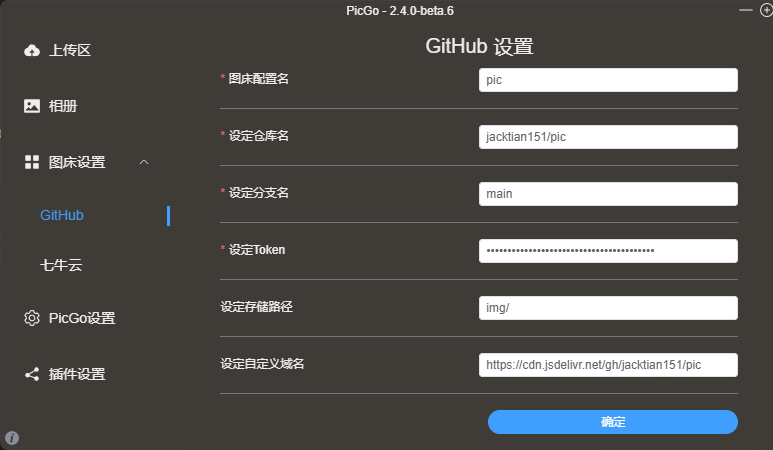 PicGo - 2.4.0-beta.6
上传区
相册
图床设置
GitHub
七牛云
PicGo设置
插件设置
GitHub 设置
* 图床配置名
pic
* 设定仓库名
jacktian151/pic
* 设定分支名
main
* 设定Token
••••••••••••••••••••••••••••••••••••••••
设定存储路径
img/
设定自定义域名
https://cdn.jsdelivr.net/gh/jacktian151/pic
确定